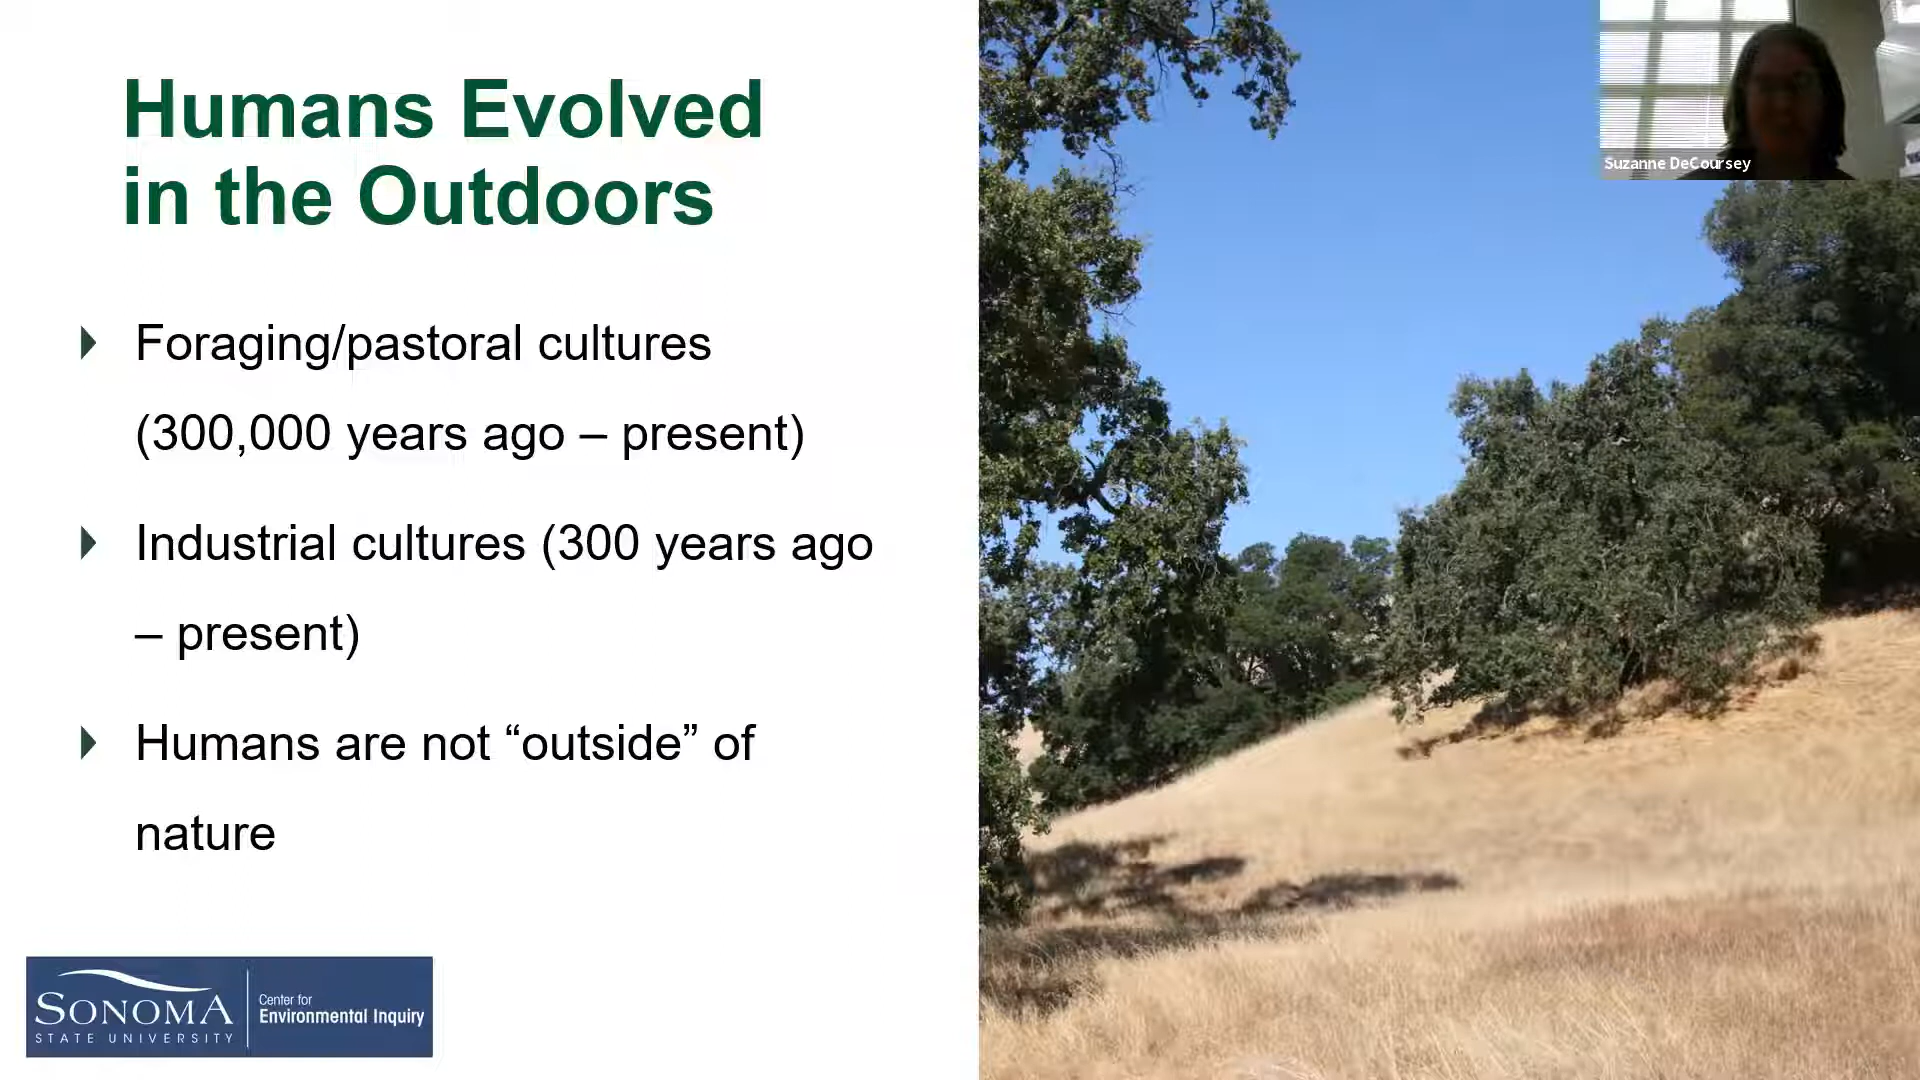 Humans Evolved
in the Outdoors
Foraging/pastoral cultures
(300,000 years ago – present)
Industrial cultures (300 years ago
– present)
Humans are not “outside” of
nature
SONOMA
STATE UNIVERSITY
Center for
Environmental Inquiry
Suzanne DeCoursey